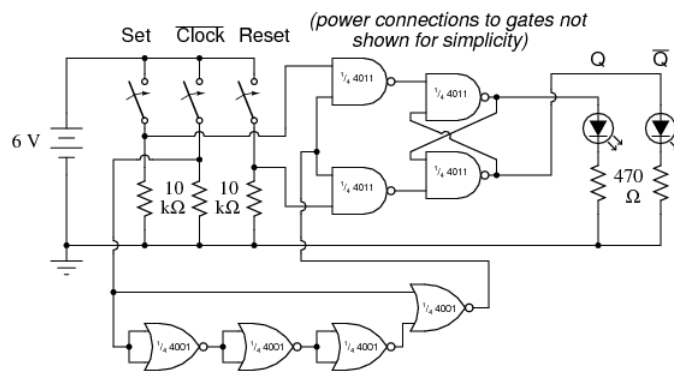 (power connections to gates not
shown for simplicity)
Set
Clock
Reset
Q
Q
1/4 4011
1/4 4011
1/4 4011
1/4 4011
6 V
10
kΩ
10
kΩ
470
Ω
1/4 4001
1/4 4001
1/4 4001
1/4 4001